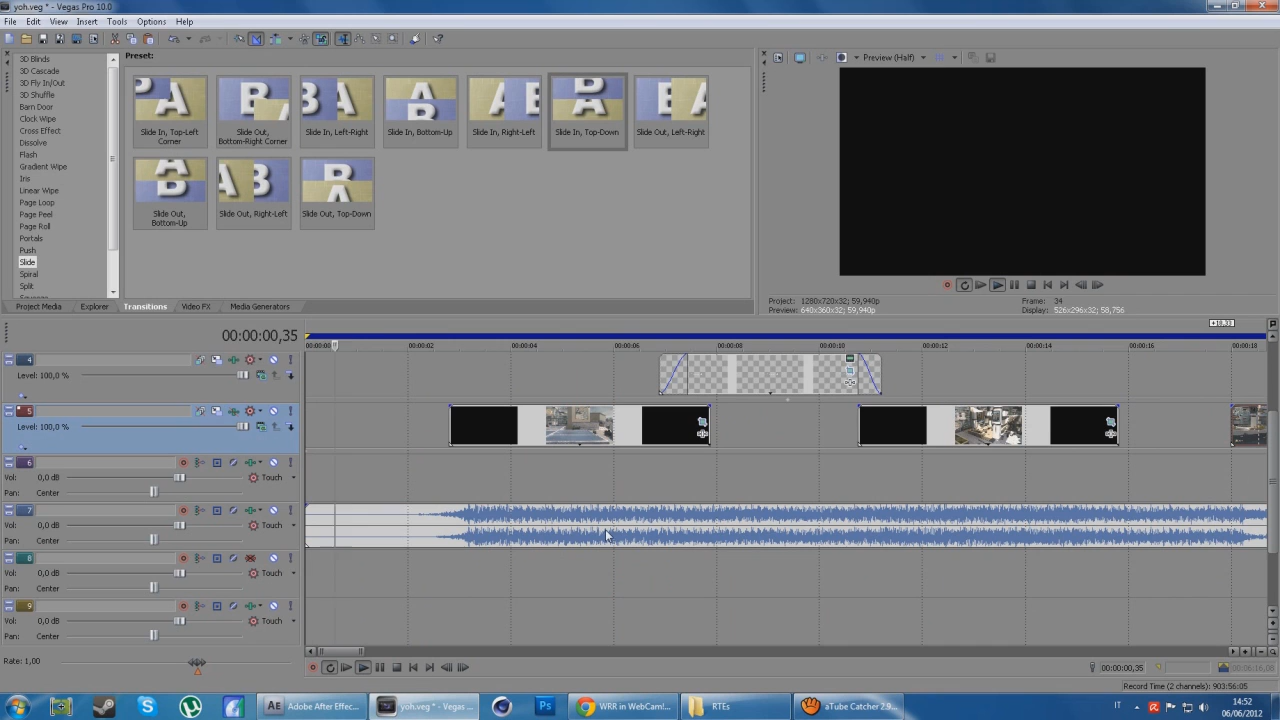 yoh.veg * - Vegas Pro 10.0
File Edit View Insert Tools Options Help
Preset:
3D Blinds
3D Cascade
3D Fly In/Out
3D Shuffle
Barn Door
Clock Wipe
Cross Effect
Dissolve
Flash
Gradient Wipe
Iris
Linear Wipe
Page Loop
Page Peel
Page Roll
Portals
Push
Slide
Spiral
Split
Squeeze
Slide In, Top-Left Corner
Slide Out, Bottom-Right Corner
Slide In, Left-Right
Slide In, Bottom-Up
Slide In, Right-Left
Slide In, Top-Down
Slide Out, Left-Right
Slide Out, Bottom-Up
Slide Out, Right-Left
Slide Out, Top-Down
Preview (Half)
Project Media Explorer Transitions Video FX Media Generators
Project: 1280x720x32; 59,940p
Preview: 640x360x32; 59,940p
Frame: 34
Display: 526x296x32; 58,756
00:00:00,35
00:00:00 00:00:02 00:00:04 00:00:06 00:00:08 00:00:10 00:00:12 00:00:14 00:00:16 00:00:18
4
Level: 100,0 %
5
Level: 100,0 %
6
Vol: 0,0 dB Touch
Pan: Center
7
Vol: 0,0 dB Touch
Pan: Center
8
Vol: 0,0 dB Touch
Pan: Center
9
Vol: 0,0 dB Touch
Pan: Center
Rate: 1,00
00:00:00,35
Record Time (2 channels): 903:56:05
Adobe After Effec...
yoh.veg * - Vegas ...
WRR in WebCam!...
RTEs
aTube Catcher 2.9...
IT
14:52
06/06/2012